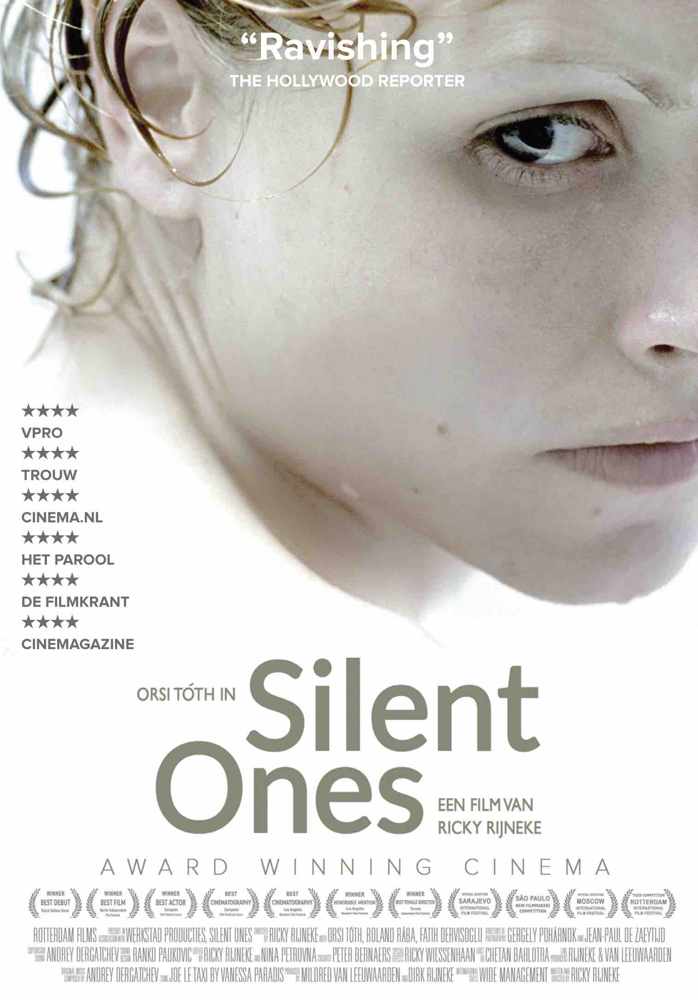 “Ravishing”
THE HOLLYWOOD REPORTER
★★★★
VPRO
★★★★
TROUW
★★★★
CINEMA.NL
★★★★
HET PAROOL
★★★★
DE FILMKRANT
★★★★
CINEMAGAZINE
ORSI TÓTH IN Silent
Ones
EEN FILM VAN
RICKY RIJNEKE
AWARD WINNING CINEMA
WINNER
BEST DEBUT
Dutch Golden Stone
WINNER
BEST FILM
Berlin Independent
Film Festival
WINNER
BEST ACTOR
European
Film Festival Lecce
BEST
CINEMATOGRAPHY
European
Film Festival Lecce
BEST
CINEMATOGRAPHY
Los Angeles
Women's Film Festival
WINNER
HONORABLE MENTION
Los Angeles
Women's Film Festival
WINNER
BEST FEMALE DIRECTOR
Toronto
Independent Film Festival
OFFICIAL SELECTION
SARAJEVO
INTERNATIONAL
FILM FESTIVAL
SÃO PAULO
NEW FILMMAKERS
COMPETITION
OFFICIAL SELECTION
MOSCOW
INTERNATIONAL
FILM FESTIVAL
TIGER COMPETITION
ROTTERDAM
INTERNATIONAL
FILM FESTIVAL
ROTTERDAM FILMS PRESENTS IN ASSOCIATION WITH WERKSTAD PRODUCTIES, SILENT ONES DIRECTED BY RICKY RIJNEKE WITH ORSI TÓTH, ROLAND RÁBA, FATIH DERVISOGLU DIRECTORS OF PHOTOGRAPHY GERGELY POHÁRNOK AND JEAN-PAUL DE ZAEYTIJD
SUPERVISOR SOUND ANDREY DERGATCHEV SOUND DESIGN RANKO PAUKOVIC EDITED BY RICKY RIJNEKE AND NINA PETROVNA COLORIST PETER BERNAERS SPECIAL EFFECTS RICKY WIESSENHAAN FIRST AD CHETAN BAHLOTRA LINE PRODUCERS RIJNEKE & VAN LEEUWAARDEN
ORIGINAL MUSIC COMPOSED BY ANDREY DERGATCHEV SONG JOE LE TAXI BY VANESSA PARADIS PRODUCED BY MILDRED VAN LEEUWAARDEN AND DIRK RIJNEKE INTERNATIONAL SALES WIDE MANAGEMENT WRITTEN AND DIRECTED BY RICKY RIJNEKE